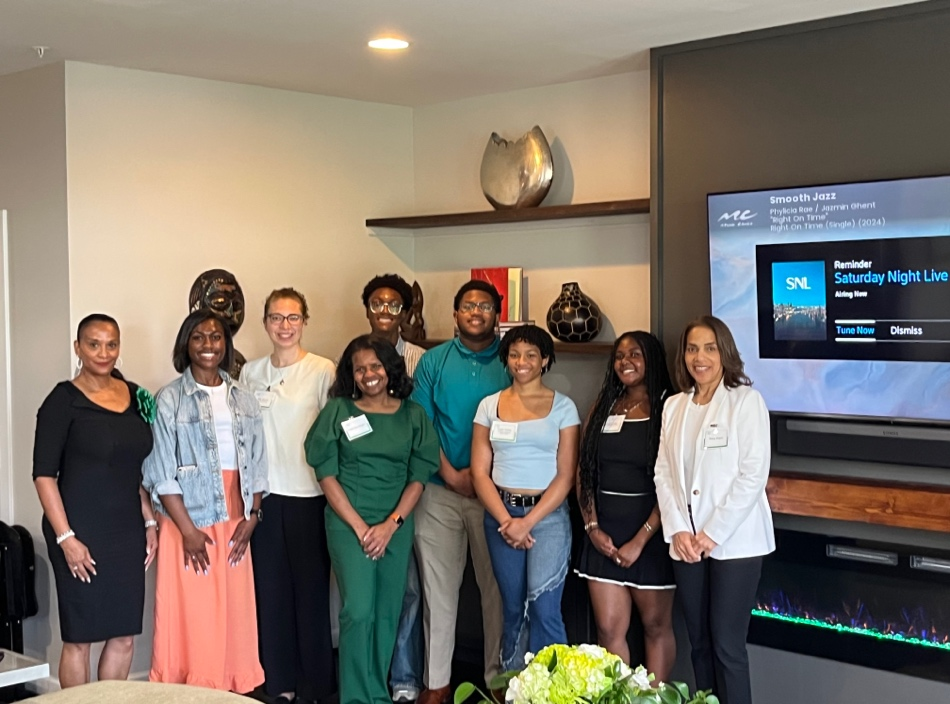 Smooth Jazz
Phylicia Rae / Jazmin Ghent
"Right On Time"
Right On Time (Single) (2024)
Reminder
SNL
Saturday Night Live
Airing Now
Tune Now
Dismiss